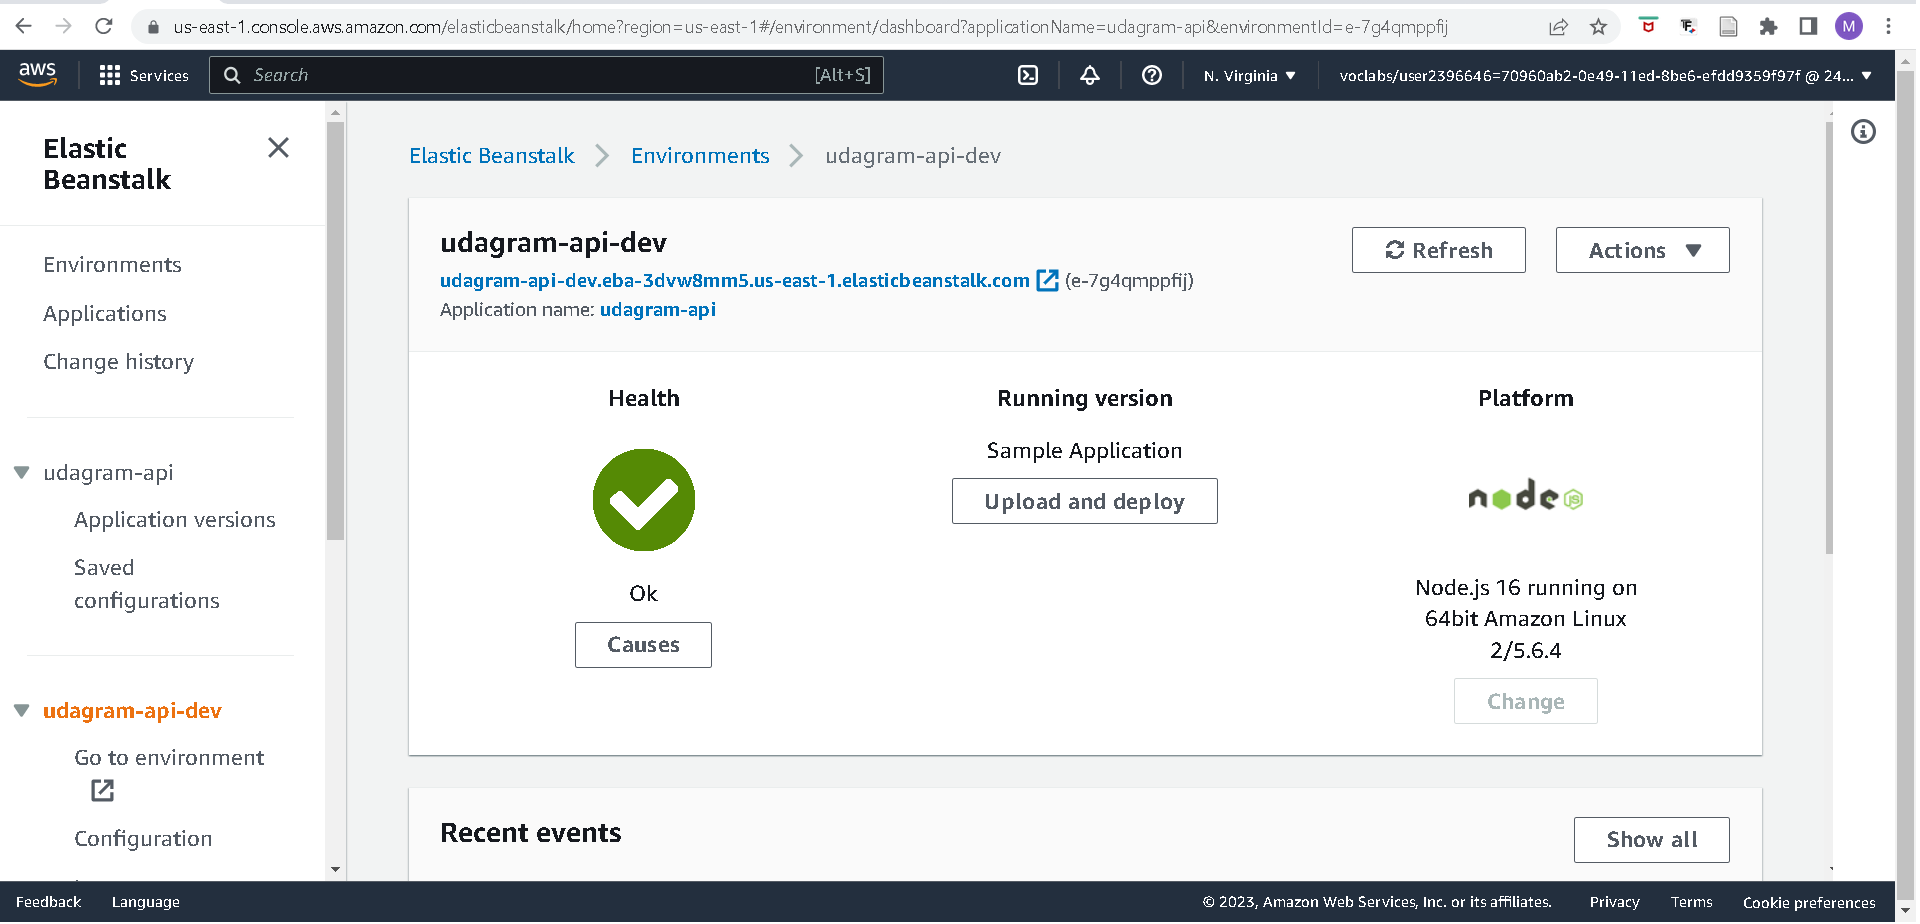 us-east-1.console.aws.amazon.com/elasticbeanstalk/home?region=us-east-1#/environment/dashboard?applicationName=udagram-api&environmentId=e-7g4qmppfij
M
aws
Services
Search
[Alt+S]
N. Virginia
voclabs/user2396646=70960ab2-0e49-11ed-8be6-efdd9359f97f @ 24...
Elastic
Beanstalk
Environments
Applications
Change history
udagram-api
Application versions
Saved
configurations
udagram-api-dev
Go to environment
Configuration
Elastic Beanstalk
Environments
udagram-api-dev
udagram-api-dev
udagram-api-dev.eba-3dvw8mm5.us-east-1.elasticbeanstalk.com (e-7g4qmppfij)
Application name: udagram-api
Refresh
Actions
Health
Ok
Causes
Running version
Sample Application
Upload and deploy
Platform
node JS
Node.js 16 running on
64bit Amazon Linux
2/5.6.4
Change
Recent events
Show all
Feedback
Language
© 2023, Amazon Web Services, Inc. or its affiliates.
Privacy
Terms
Cookie preferences